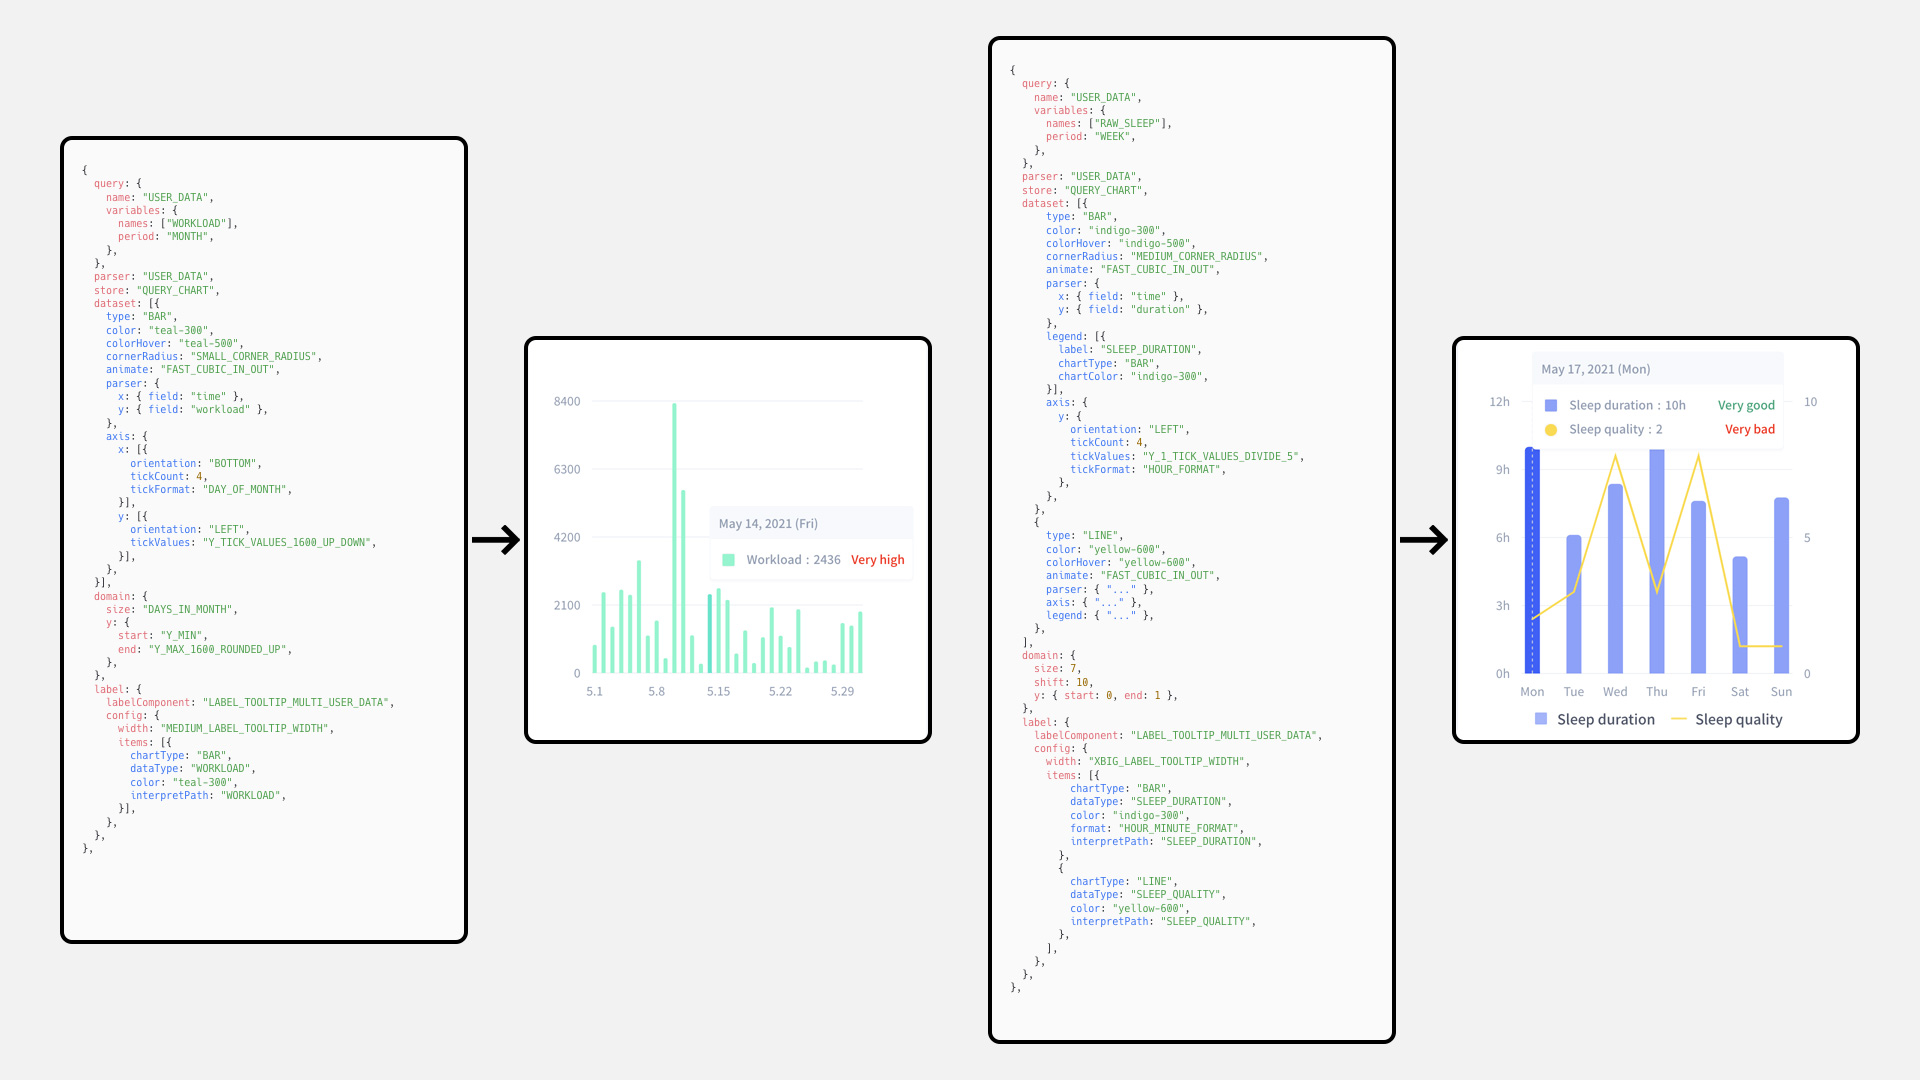 {
query: {
name: "USER_DATA",
variables: {
names: ["WORKLOAD"],
period: "MONTH",
},
},
parser: "USER_DATA",
store: "QUERY_CHART",
dataset: [{
type: "BAR",
color: "teal-300",
colorHover: "teal-500",
cornerRadius: "SMALL_CORNER_RADIUS",
animate: "FAST_CUBIC_IN_OUT",
parser: {
x: { field: "time" },
y: { field: "workload" },
},
axis: {
x: [{
orientation: "BOTTOM",
tickCount: 4,
tickFormat: "DAY_OF_MONTH",
}],
y: [{
orientation: "LEFT",
tickValues: "Y_TICK_VALUES_1600_UP_DOWN",
}],
},
}],
domain: {
size: "DAYS_IN_MONTH",
y: {
start: "Y_MIN",
end: "Y_MAX_1600_ROUNDED_UP",
},
},
label: {
labelComponent: "LABEL_TOOLTIP_MULTI_USER_DATA",
config: {
width: "MEDIUM_LABEL_TOOLTIP_WIDTH",
items: [{
chartType: "BAR",
dataType: "WORKLOAD",
color: "teal-300",
interpretPath: "WORKLOAD",
}],
},
},
},
8400
6300
4200
2100
0
May 14, 2021 (Fri)
Workload : 2436 Very high
5.1 5.8 5.15 5.22 5.29
{
query: {
name: "USER_DATA",
variables: {
names: ["RAW_SLEEP"],
period: "WEEK",
},
},
parser: "USER_DATA",
store: "QUERY_CHART",
dataset: [{
type: "BAR",
color: "indigo-300",
colorHover: "indigo-500",
cornerRadius: "MEDIUM_CORNER_RADIUS",
animate: "FAST_CUBIC_IN_OUT",
parser: {
x: { field: "time" },
y: { field: "duration" },
},
legend: [{
label: "SLEEP_DURATION",
chartType: "BAR",
chartColor: "indigo-300",
}],
axis: {
y: {
orientation: "LEFT",
tickCount: 4,
tickValues: "Y_1_TICK_VALUES_DIVIDE_5",
tickFormat: "HOUR_FORMAT",
},
},
},
{
type: "LINE",
color: "yellow-600",
colorHover: "yellow-600",
animate: "FAST_CUBIC_IN_OUT",
parser: { "..." },
axis: { "..." },
legend: { "..." },
},
],
domain: {
size: 7,
shift: 10,
y: { start: 0, end: 1 },
},
label: {
labelComponent: "LABEL_TOOLTIP_MULTI_USER_DATA",
config: {
width: "XBIG_LABEL_TOOLTIP_WIDTH",
items: [{
chartType: "BAR",
dataType: "SLEEP_DURATION",
color: "indigo-300",
format: "HOUR_MINUTE_FORMAT",
interpretPath: "SLEEP_DURATION",
},
{
chartType: "LINE",
dataType: "SLEEP_QUALITY",
color: "yellow-600",
interpretPath: "SLEEP_QUALITY",
},
],
},
},
},
May 17, 2021 (Mon)
Sleep duration : 10h Very good
Sleep quality : 2 Very bad
12h
9h
6h
3h
0h
10
5
0
Mon Tue Wed Thu Fri Sat Sun
Sleep duration Sleep quality